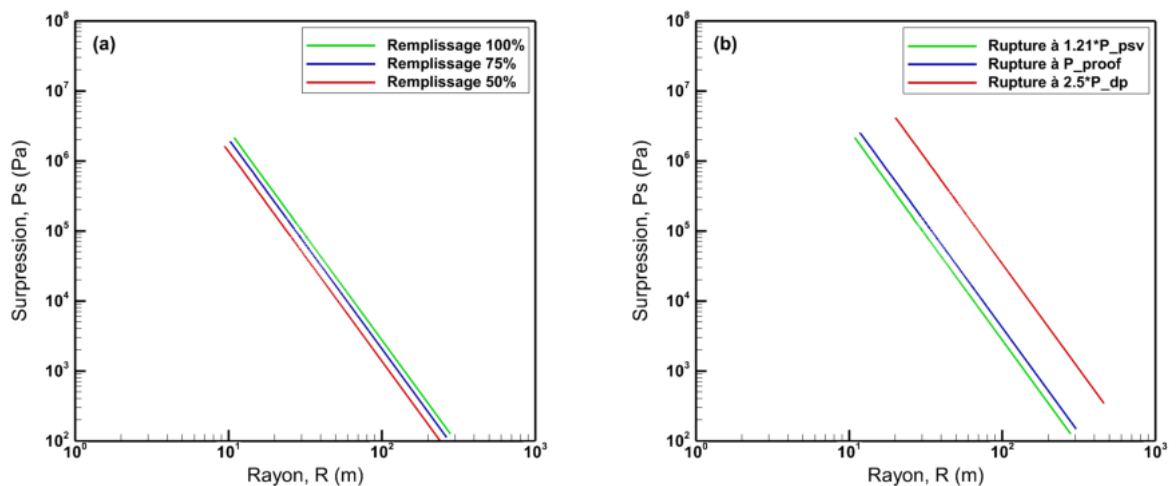 (a)
Remplissage 100%
Remplissage 75%
Remplissage 50%
Surpression, Ps (Pa)
10^8
10^7
10^6
10^5
10^4
10^3
10^2
10^0
10^1
10^2
10^3
Rayon, R (m)
(b)
Rupture à 1.21*P_psv
Rupture à P_proof
Rupture à 2.5*P_dp
Surpression, Ps (Pa)
10^8
10^7
10^6
10^5
10^4
10^3
10^2
10^0
10^1
10^2
10^3
Rayon, R (m)